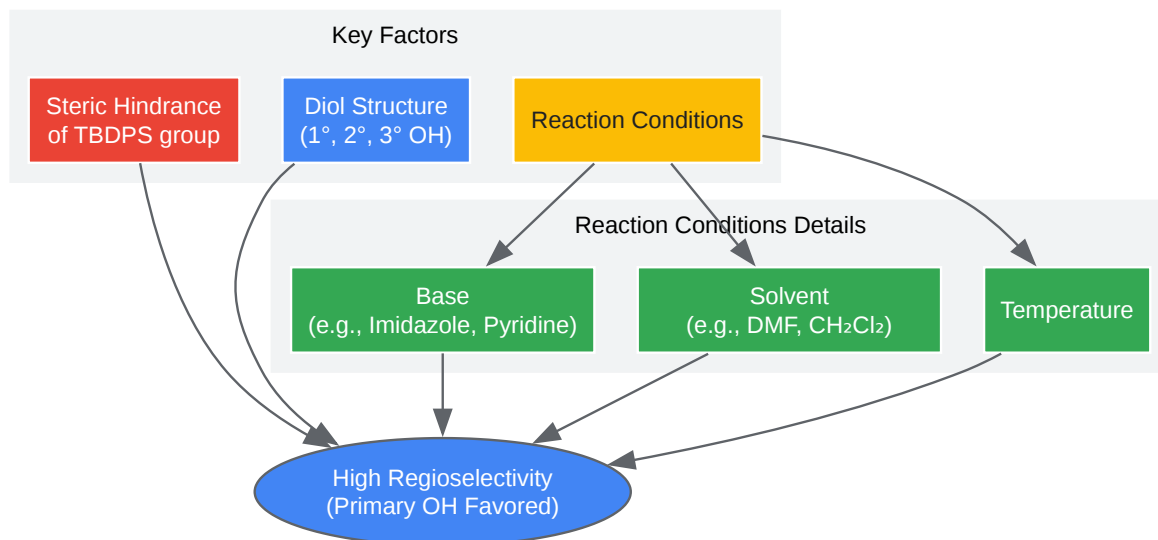 Key Factors
Steric Hindrance
of TBDPS group
Diol Structure
(1°, 2°, 3° OH)
Reaction Conditions
Reaction Conditions Details
Base
(e.g., Imidazole, Pyridine)
Solvent
(e.g., DMF, CH₂Cl₂)
Temperature
High Regioselectivity
(Primary OH Favored)